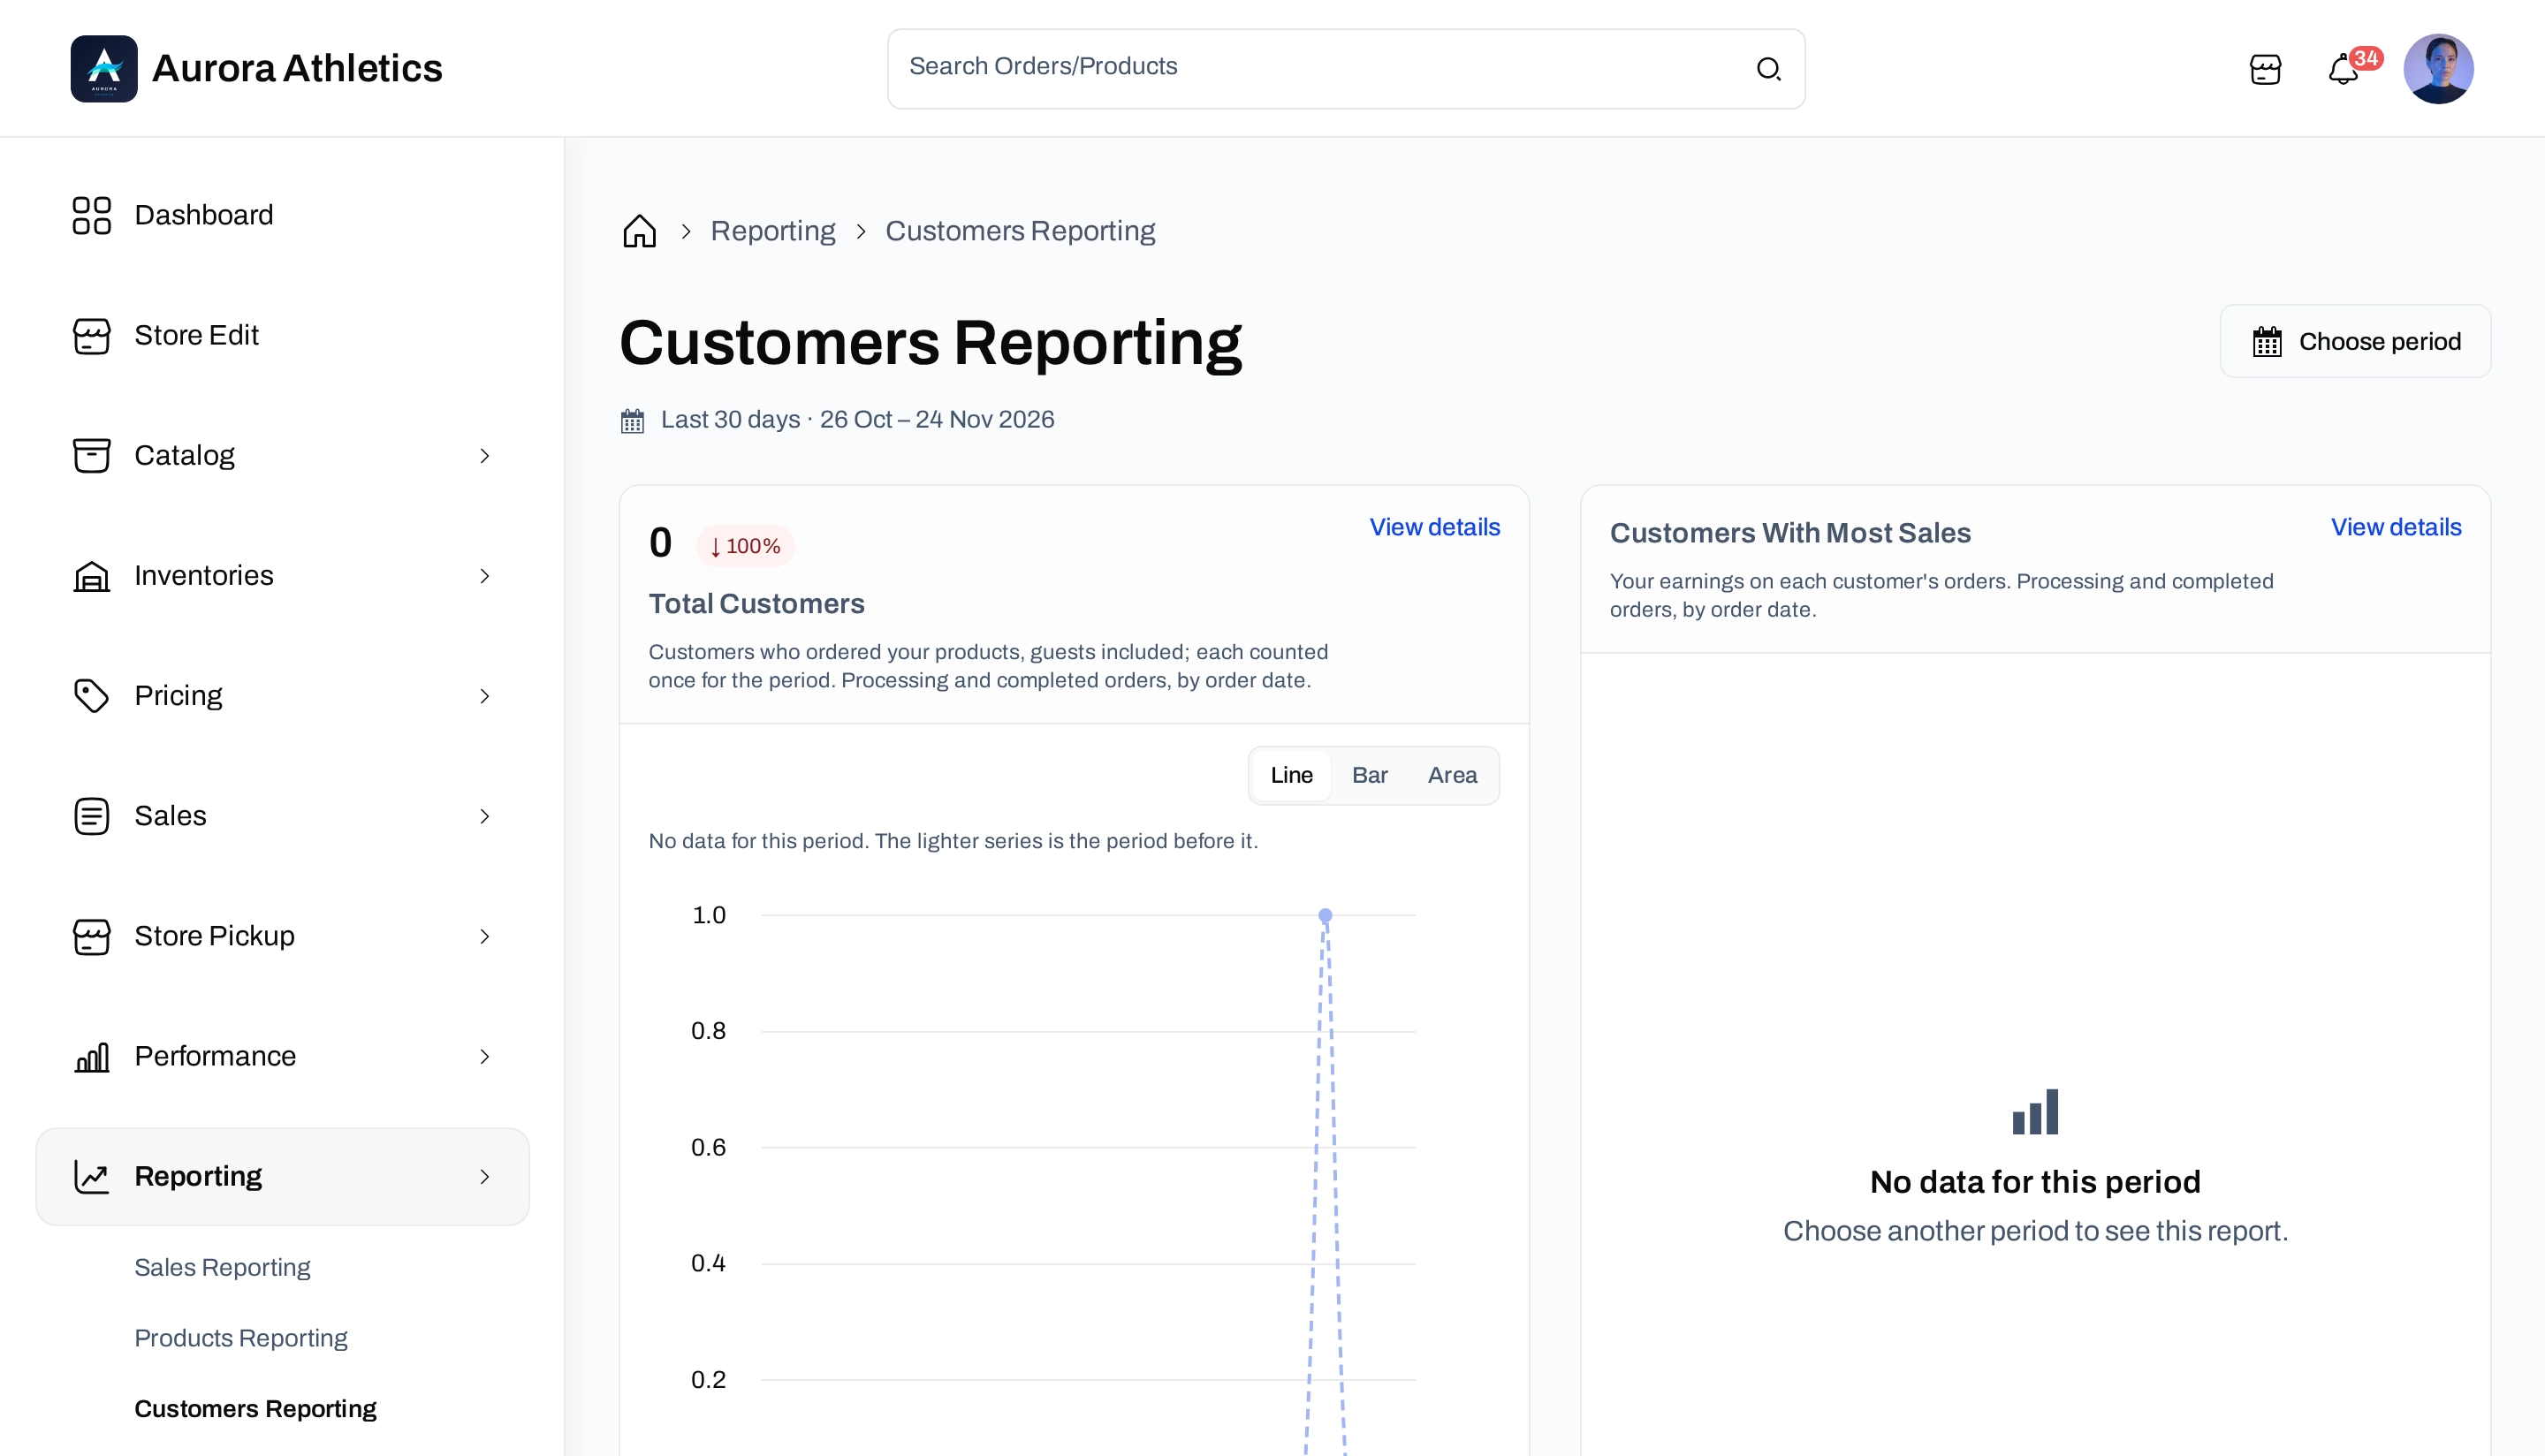 AURORA
Aurora Athletics
Search Orders/Products
34
Dashboard
Store Edit
Catalog
Inventories
Pricing
Sales
Store Pickup
Performance
Reporting
Sales Reporting
Products Reporting
Customers Reporting
Reporting
Customers Reporting
Customers Reporting
Choose period
Last 30 days · 26 Oct – 24 Nov 2026
0
↓ 100%
View details
Total Customers
Customers who ordered your products, guests included; each counted
once for the period. Processing and completed orders, by order date.
Line
Bar
Area
No data for this period. The lighter series is the period before it.
1.0
0.8
0.6
0.4
0.2
Customers With Most Sales
View details
Your earnings on each customer's orders. Processing and completed
orders, by order date.
No data for this period
Choose another period to see this report.